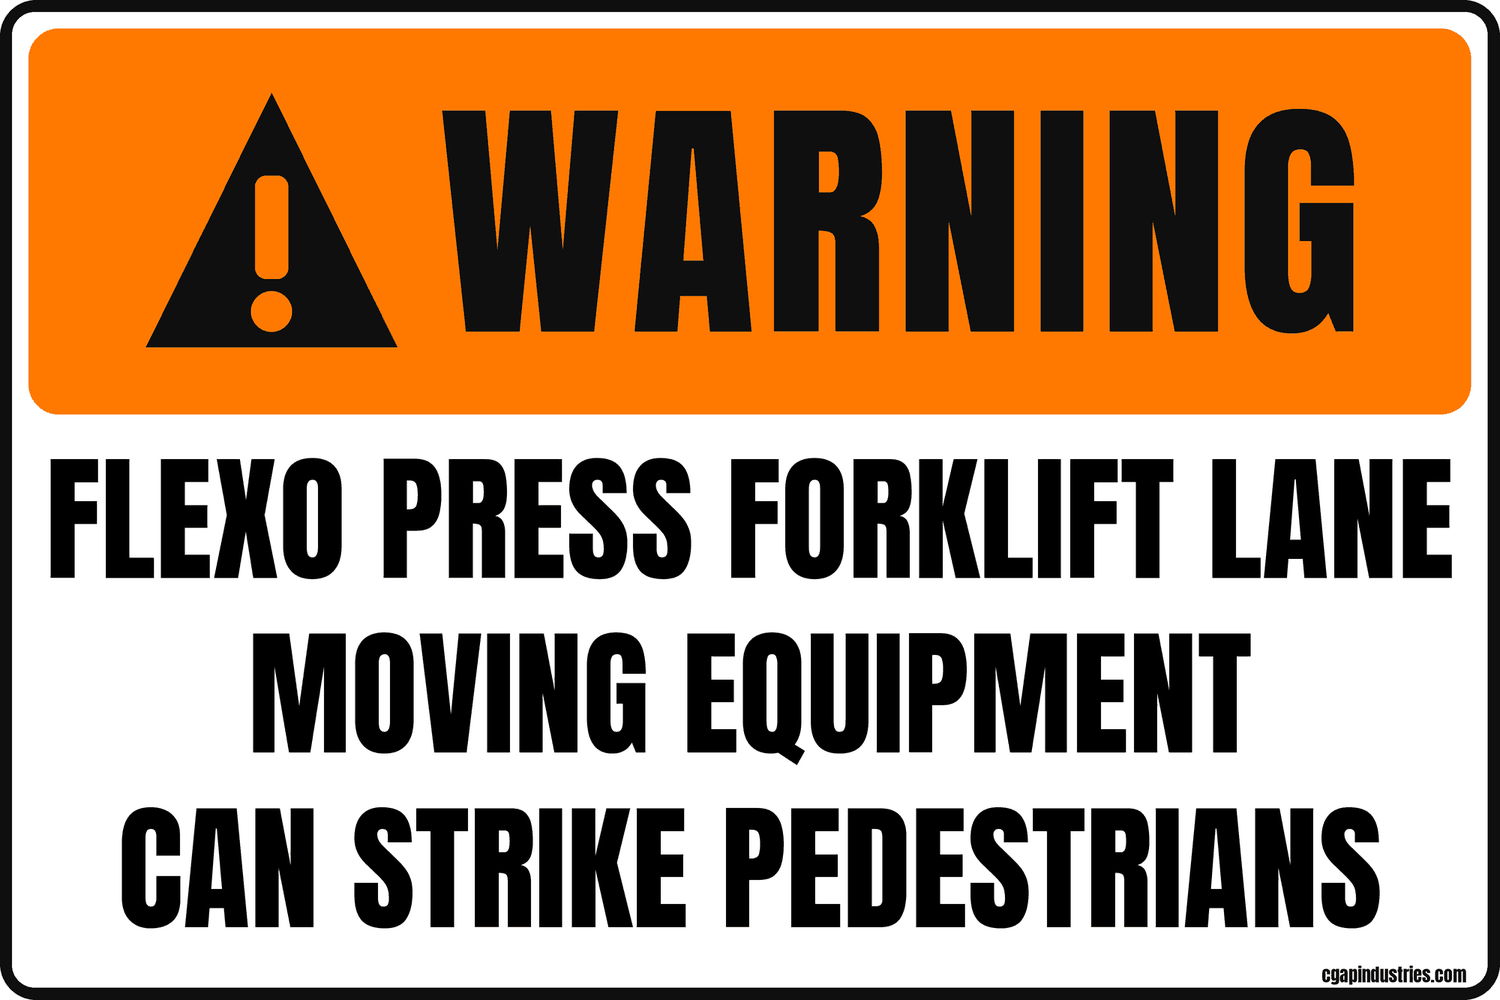 WARNING
FLEXO PRESS FORKLIFT LANE
MOVING EQUIPMENT
CAN STRIKE PEDESTRIANS
cgapindustries.com